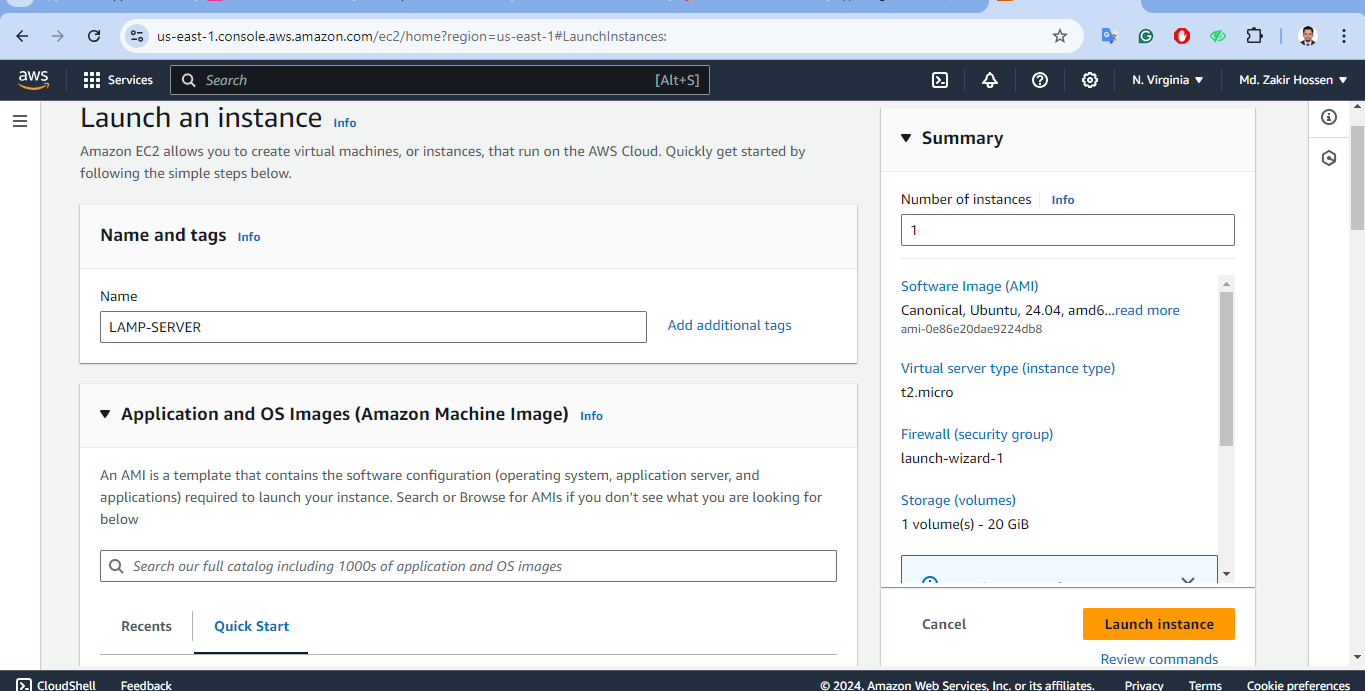 us-east-1.console.aws.amazon.com/ec2/home?region=us-east-1#LaunchInstances:
aws
Services
Search
[Alt+S]
N. Virginia
Md. Zakir Hossen
Launch an instance Info
Amazon EC2 allows you to create virtual machines, or instances, that run on the AWS Cloud. Quickly get started by
following the simple steps below.
Name and tags Info
Name
LAMP-SERVER
Add additional tags
Application and OS Images (Amazon Machine Image) Info
An AMI is a template that contains the software configuration (operating system, application server, and
applications) required to launch your instance. Search or Browse for AMIs if you don't see what you are looking for
below
Search our full catalog including 1000s of application and OS images
Recents
Quick Start
Summary
Number of instances Info
1
Software Image (AMI)
Canonical, Ubuntu, 24.04, amd6...read more
ami-0e86e20dae9224db8
Virtual server type (instance type)
t2.micro
Firewall (security group)
launch-wizard-1
Storage (volumes)
1 volume(s) - 20 GiB
Cancel
Launch instance
Review commands
CloudShell
Feedback
© 2024, Amazon Web Services, Inc. or its affiliates.
Privacy
Terms
Cookie preferences